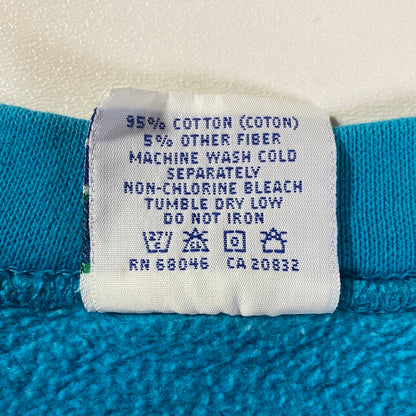 95% COTTON (COTON)
5% OTHER FIBER
MACHINE WASH COLD
SEPARATELY
NON-CHLORINE BLEACH
TUMBLE DRY LOW
DO NOT IRON
RN 68046 CA 20832